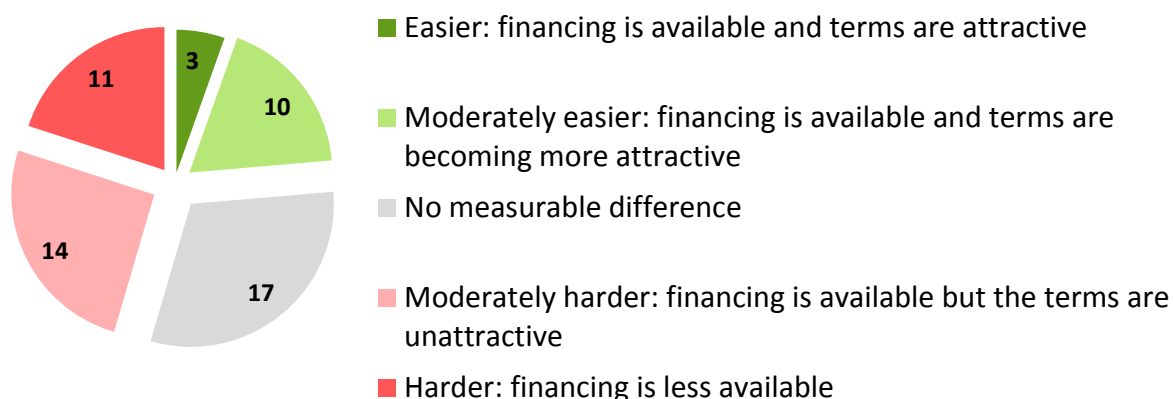 3
10
17
14
11
Easier: financing is available and terms are attractive
Moderately easier: financing is available and terms are
becoming more attractive
No measurable difference
Moderately harder: financing is available but the terms are
unattractive
Harder: financing is less available